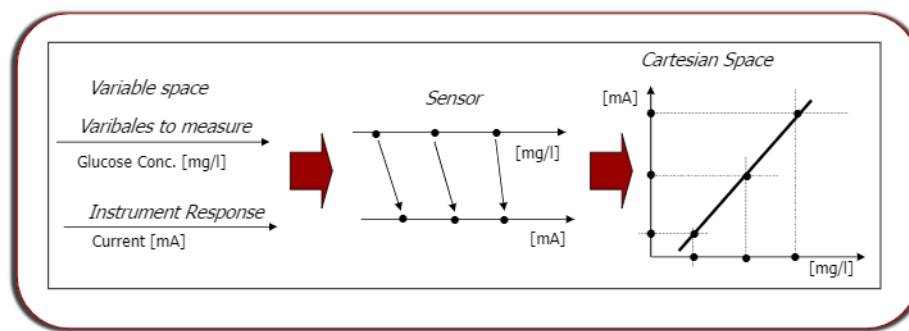 Variable space
Varibales to measure
Glucose Conc. [mg/l]
Instrument Response
Current [mA]
Sensor
[mg/l]
[mA]
Cartesian Space
[mA]
[mg/l]